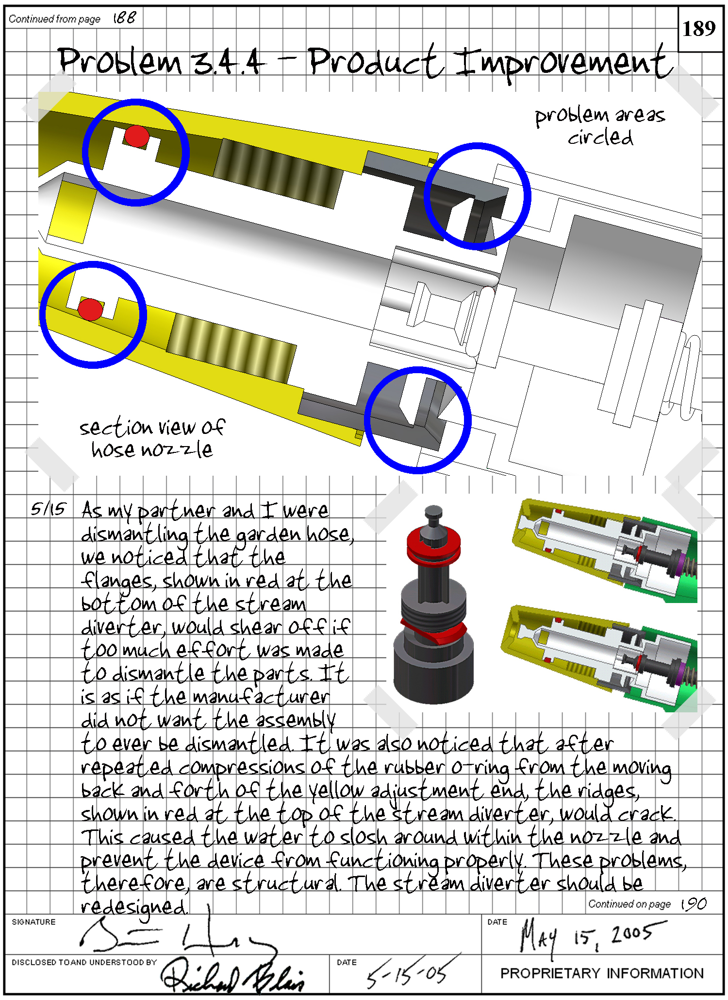 Continued from page 188
189
Problem 3.4.4 - Product Improvement
problem areas
circled
section view of
hose nozzle
5/15 As my partner and I were
dismantling the garden hose,
we noticed that the
flanges, shown in red at the
bottom of the stream
diverter, would shear off if
too much effort was made
to dismantle the parts. It
is as if the manufacturer
did not want the assembly
to ever be dismantled. It was also noticed that after
repeated compressions of the rubber o-ring from the moving
back and forth of the yellow adjustment end, the ridges,
shown in red at the top of the stream diverter, would crack.
This caused the water to slosh around within the nozzle and
prevent the device from functioning properly. These problems,
therefore, are structural. The stream diverter should be
redesigned.
Continued on page 190
SIGNATURE
DATE May 15, 2005
DISCLOSED TO AND UNDERSTOOD BY Richard Blais
DATE 5-15-05
PROPRIETARY INFORMATION